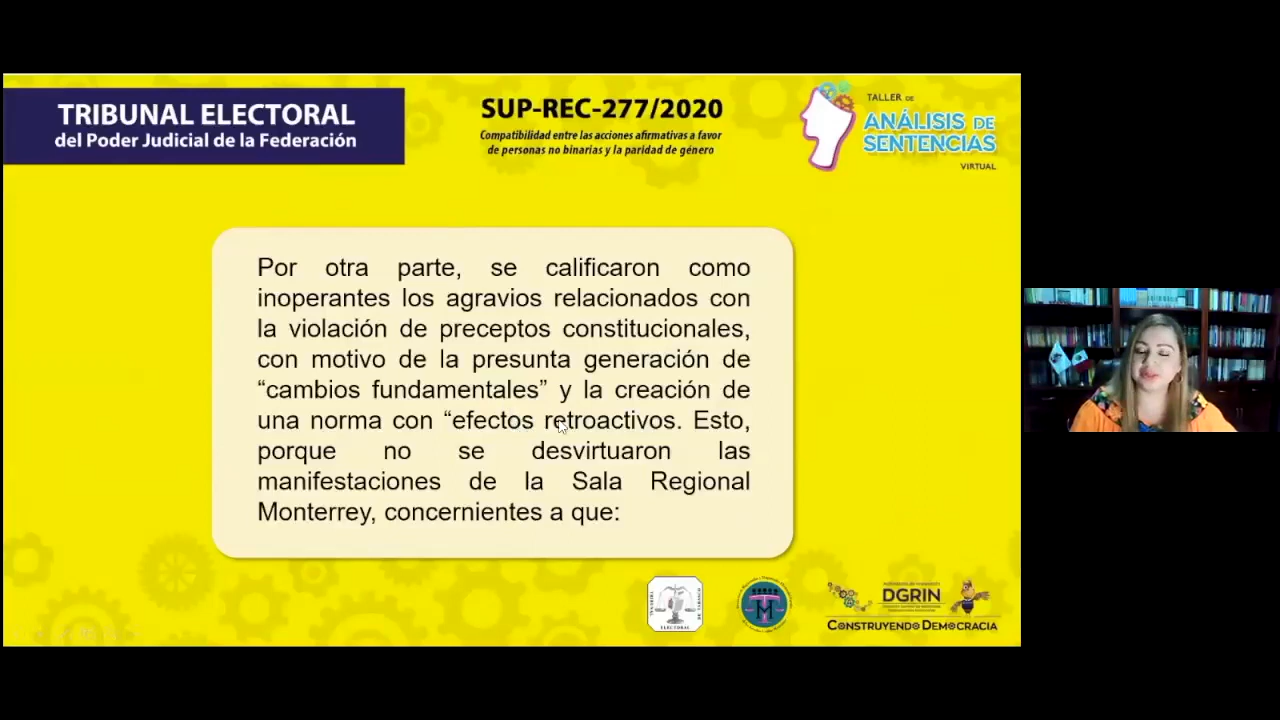 TRIBUNAL ELECTORAL
del Poder Judicial de la Federación
SUP-REC-277/2020
Compatibilidad entre las acciones afirmativas a favor
de personas no binarias y la paridad de género
TALLER DE
ANÁLISIS DE
SENTENCIAS
VIRTUAL
Por otra parte, se calificaron como
inoperantes los agravios relacionados con
la violación de preceptos constitucionales,
con motivo de la presunta generación de
“cambios fundamentales” y la creación de
una norma con “efectos retroactivos. Esto,
porque no se desvirtuaron las
manifestaciones de la Sala Regional
Monterrey, concernientes a que:
ELECTORAL
DGRIN
CONSTRUYENDO DEMOCRACIA